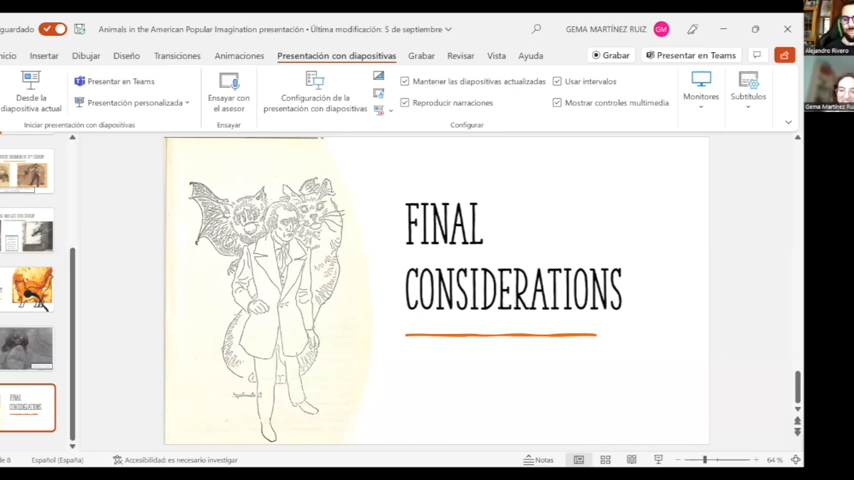 guardado
Animals in the American Popular Imagination presentación • Última modificación: 5 de septiembre
GEMA MARTÍNEZ RUIZ
GM
Inicio Insertar Dibujar Diseño Transiciones Animaciones Presentación con diapositivas Grabar Revisar Vista Ayuda
Grabar
Presentar en Teams
Desde la
diapositiva actual
Presentar en Teams
Presentación personalizada
Iniciar presentación con diapositivas
Ensayar con
el asesor
Ensayar
Configuración de la
presentación con diapositivas
Mantener las diapositivas actualizadas
Reproducir narraciones
Usar intervalos
Mostrar controles multimedia
Configurar
Monitores
Subtítulos
Alejandro Rivero
Gema Martínez Rui
FINAL
CONSIDERATIONS
FINAL
CONSIDERATIONS
de 8
Español (España)
Accesibilidad: es necesario investigar
Notas
64 %